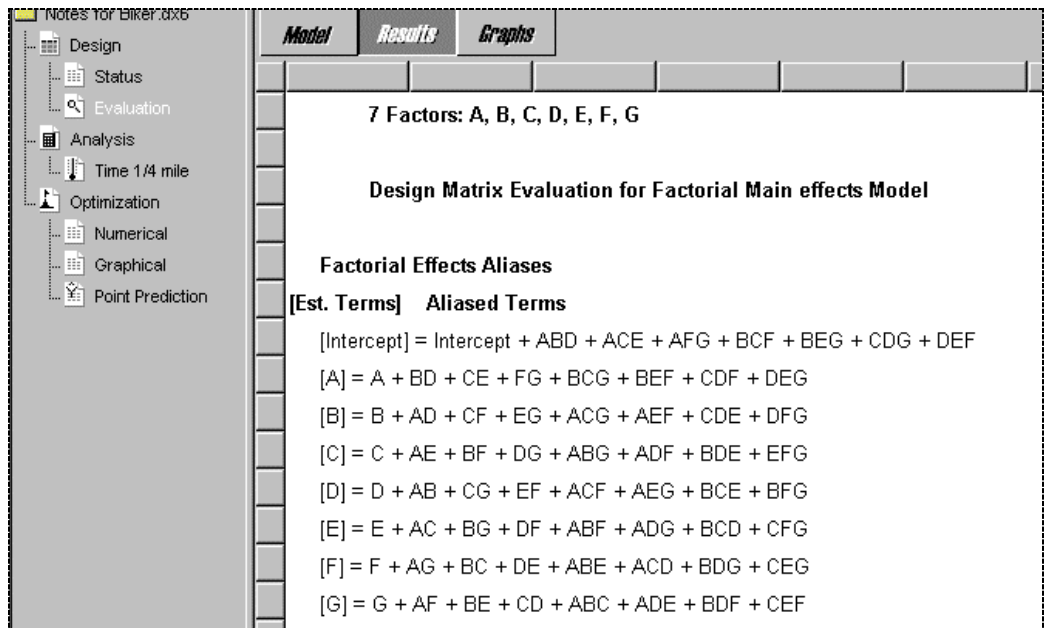 Notes for Biker.dx6
Design
Status
Evaluation
Analysis
Time 1/4 mile
Optimization
Numerical
Graphical
Point Prediction
Model Results Graphs
7 Factors: A, B, C, D, E, F, G
Design Matrix Evaluation for Factorial Main effects Model
Factorial Effects Aliases
[Est. Terms] Aliased Terms
[Intercept] = Intercept + ABD + ACE + AFG + BCF + BEG + CDG + DEF
[A] = A + BD + CE + FG + BCG + BEF + CDF + DEG
[B] = B + AD + CF + EG + ACG + AEF + CDE + DFG
[C] = C + AE + BF + DG + ABG + ADF + BDE + EFG
[D] = D + AB + CG + EF + ACF + AEG + BCE + BFG
[E] = E + AC + BG + DF + ABF + ADG + BCD + CFG
[F] = F + AG + BC + DE + ABE + ACD + BDG + CEG
[G] = G + AF + BE + CD + ABC + ADE + BDF + CEF